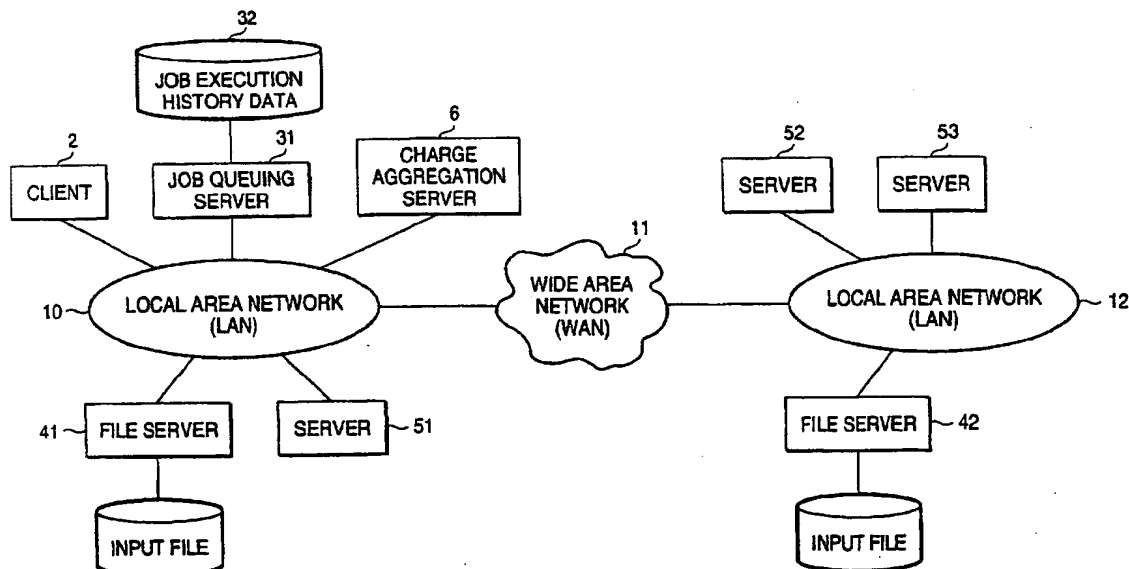 32
JOB EXECUTION
HISTORY DATA
2
CLIENT
31
JOB QUEUING
SERVER
6
CHARGE
AGGREGATION
SERVER
52
SERVER
53
SERVER
10
LOCAL AREA NETWORK
(LAN)
11
WIDE AREA
NETWORK
(WAN)
LOCAL AREA NETWORK
(LAN)
12
41
FILE SERVER
SERVER
51
FILE SERVER
42
INPUT FILE
INPUT FILE